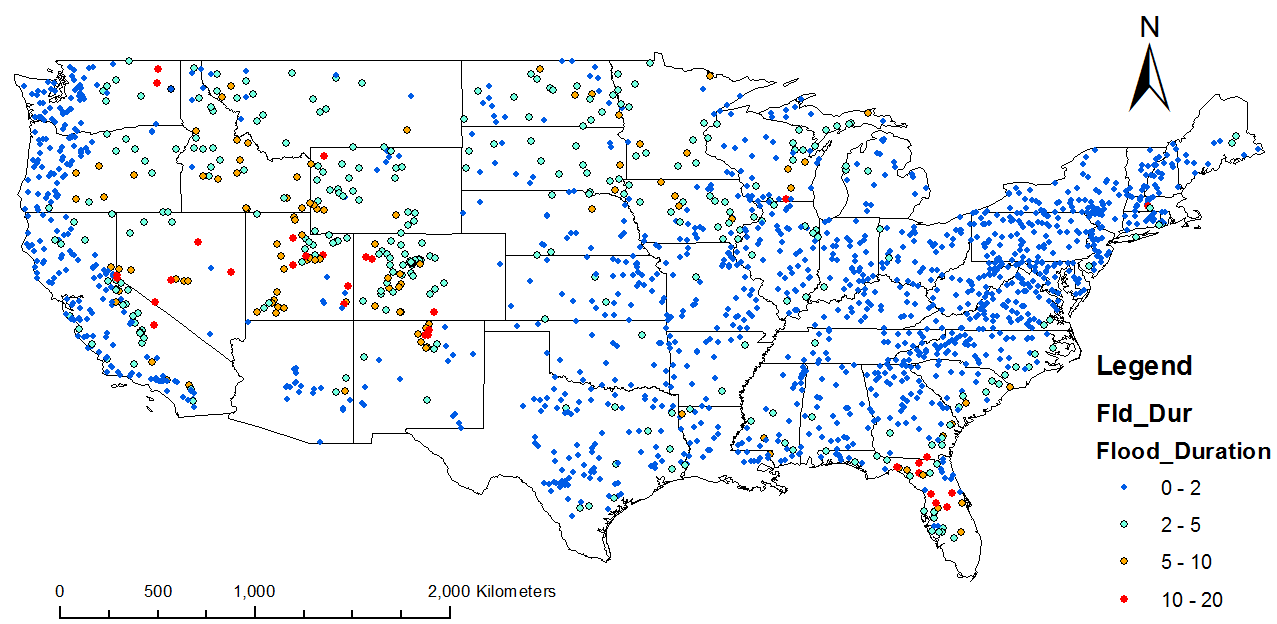 N
Legend
Fld_Dur
Flood_Duration
0 - 2
2 - 5
5 - 10
10 - 20
0 500 1,000 2,000 Kilometers